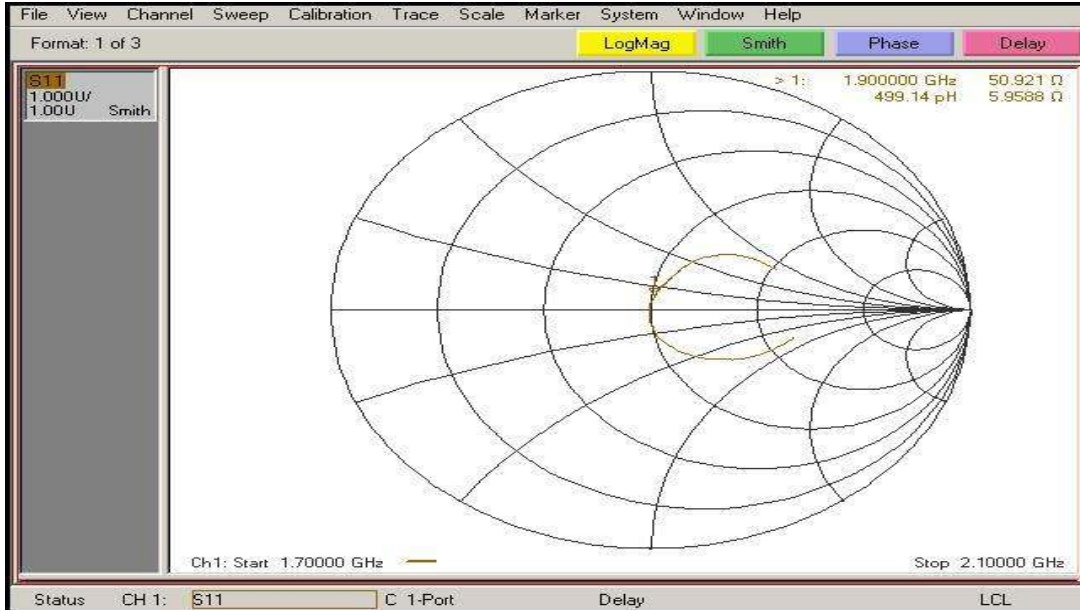 File View Channel Sweep Calibration Trace Scale Marker System Window Help
Format: 1 of 3 LogMag Smith Phase Delay
S11
1.000U/
1.00U Smith
> 1: 1.900000 GHz 50.921 Ω
499.14 pH 5.9588 Ω
1
Ch1: Start 1.70000 GHz Stop 2.10000 GHz
Status CH 1: S11 C 1-Port Delay LCL